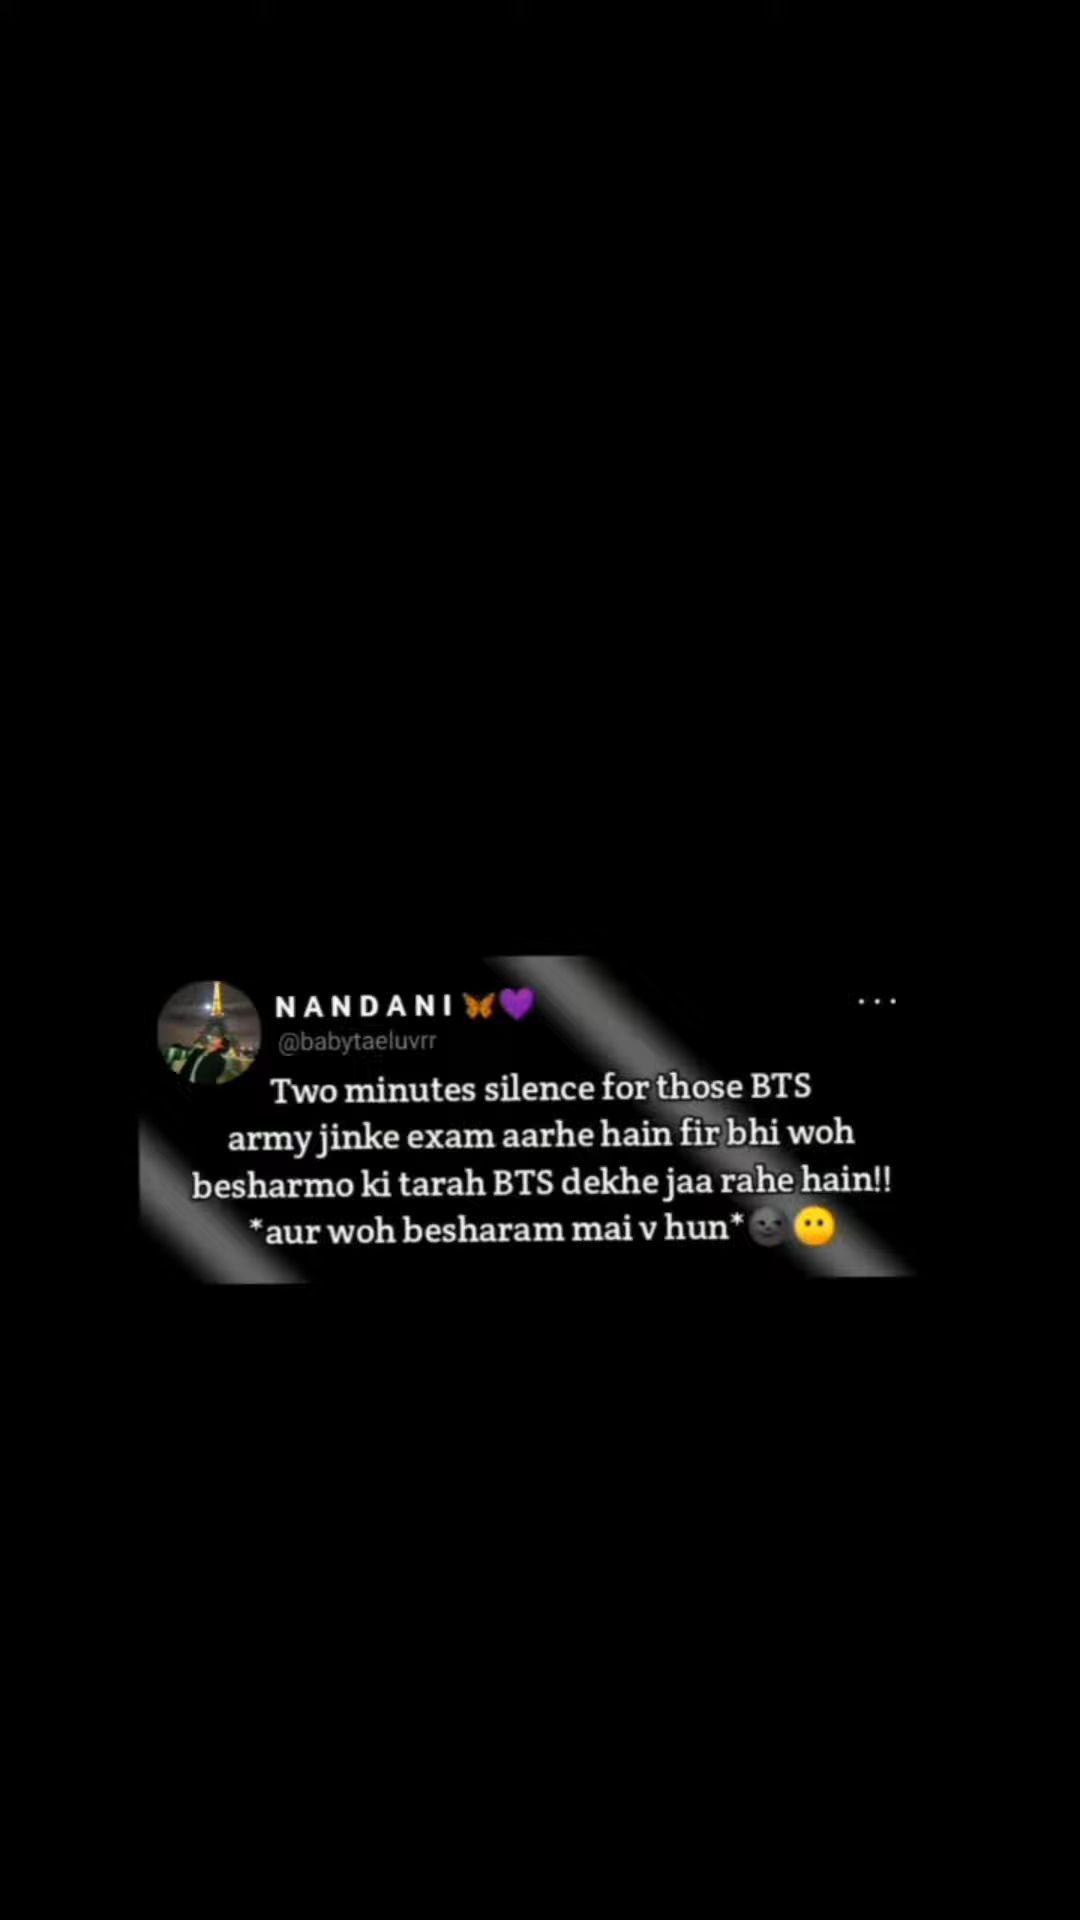 NANDANI🦋💜
...
@babytaeluvrr
Two minutes silence for those BTS
army jinke exam aarhe hain fir bhi woh
besharmo ki tarah BTS dekhe jaa rahe hain!!
*aur woh besharam mai v hun*🌚😶